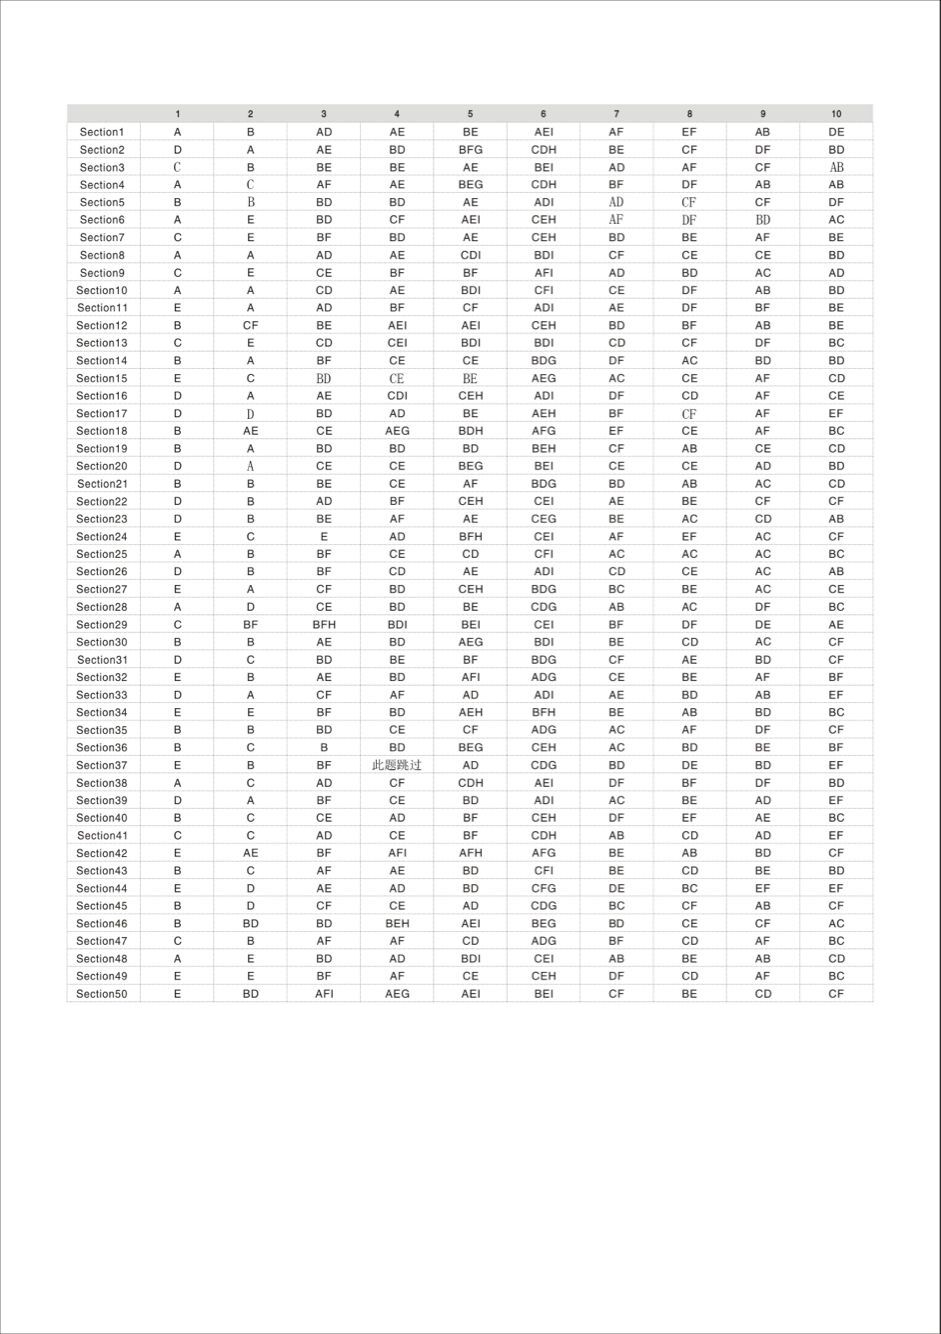 1 2 3 4 5 6 7 8 9 10
Section1 A B AD AE BE AEI AF EF AB DE
Section2 D A AE BD BFG CDH BE CF DF BD
Section3 C B BE BE AE BEI AD AF CF AB
Section4 A C AF AE BEG CDH BF DF AB AB
Section5 B B BD BD AE ADI AD CF CF DF
Section6 A E BD CF AEI CEH AF DF BD AC
Section7 C E BF BD AE CEH BD BE AF BE
Section8 A A AD AE CDI BDI CF CE CE BD
Section9 C E CE BF BF AFI AD BD AC AD
Section10 A A CD AE BDI CFI CE DF AB BD
Section11 E A AD BF CF ADI AE DF BF BE
Section12 B CF BE AEI AEI CEH BD BF AB BE
Section13 C E CD CEI BDI BDI CD CF DF BC
Section14 B A BF CE CE BDG DF AC BD BD
Section15 E C BD CE BE AEG AC CE AF CD
Section16 D A AE CDI CEH ADI DF CD AF CE
Section17 D D BD AD BE AEH BF CF AF EF
Section18 B AE CE AEG BDH AFG EF CE AF BC
Section19 B A BD BD BD BEH CF AB CE CD
Section20 D A CE CE BEG BEI CE CE AD BD
Section21 B B BE CE AF BDG BD AB AC CD
Section22 D B AD BF CEH CEI AE BE CF CF
Section23 D B BE AF AE CEG BE AC CD AB
Section24 E C E AD BFH CEI AF EF AC CF
Section25 A B BF CE CD CFI AC AC AC BC
Section26 D B BF CD AE ADI CD CE AC AB
Section27 E A CF BD CEH BDG BC BE AC CE
Section28 A D CE BD BE CDG AB AC DF BC
Section29 C BF BFH BDI BEI CEI BF DF DE AE
Section30 B B AE BD AEG BDI BE CD AC CF
Section31 D C BD BE BF BDG CF AE BD CF
Section32 E B AE BD AFI ADG CE BE AF BF
Section33 D A CF AF AD ADI AE BD AB EF
Section34 E E BF BD AEH BFH BE AB BD BC
Section35 B B BD CE CF ADG AC AF DF CF
Section36 B C B BD BEG CEH AC BD BE BF
Section37 E B BF 此题跳过 AD CDG BD DE BD EF
Section38 A C AD CF CDH AEI DF BF DF BD
Section39 D A BF CE BD ADI AC BE AD EF
Section40 B C CE AD BF CEH DF EF AE BC
Section41 C C AD CE BF CDH AB CD AD EF
Section42 E AE BF AFI AFH AFG BE AB BD CF
Section43 B C AF AE BD CFI BE CD BE BD
Section44 E D AE AD BD CFG DE BC EF EF
Section45 B D CF CE AD CDG BC CF AB CF
Section46 B BD BD BEH AEI BEG BD CE CF AC
Section47 C B AF AF CD ADG BF CD AF BC
Section48 A E BD AD BDI CEI AB BE AB CD
Section49 E E BF AF CE CEH DF CD AF BC
Section50 E BD AFI AEG AEI BEI CF BE CD CF